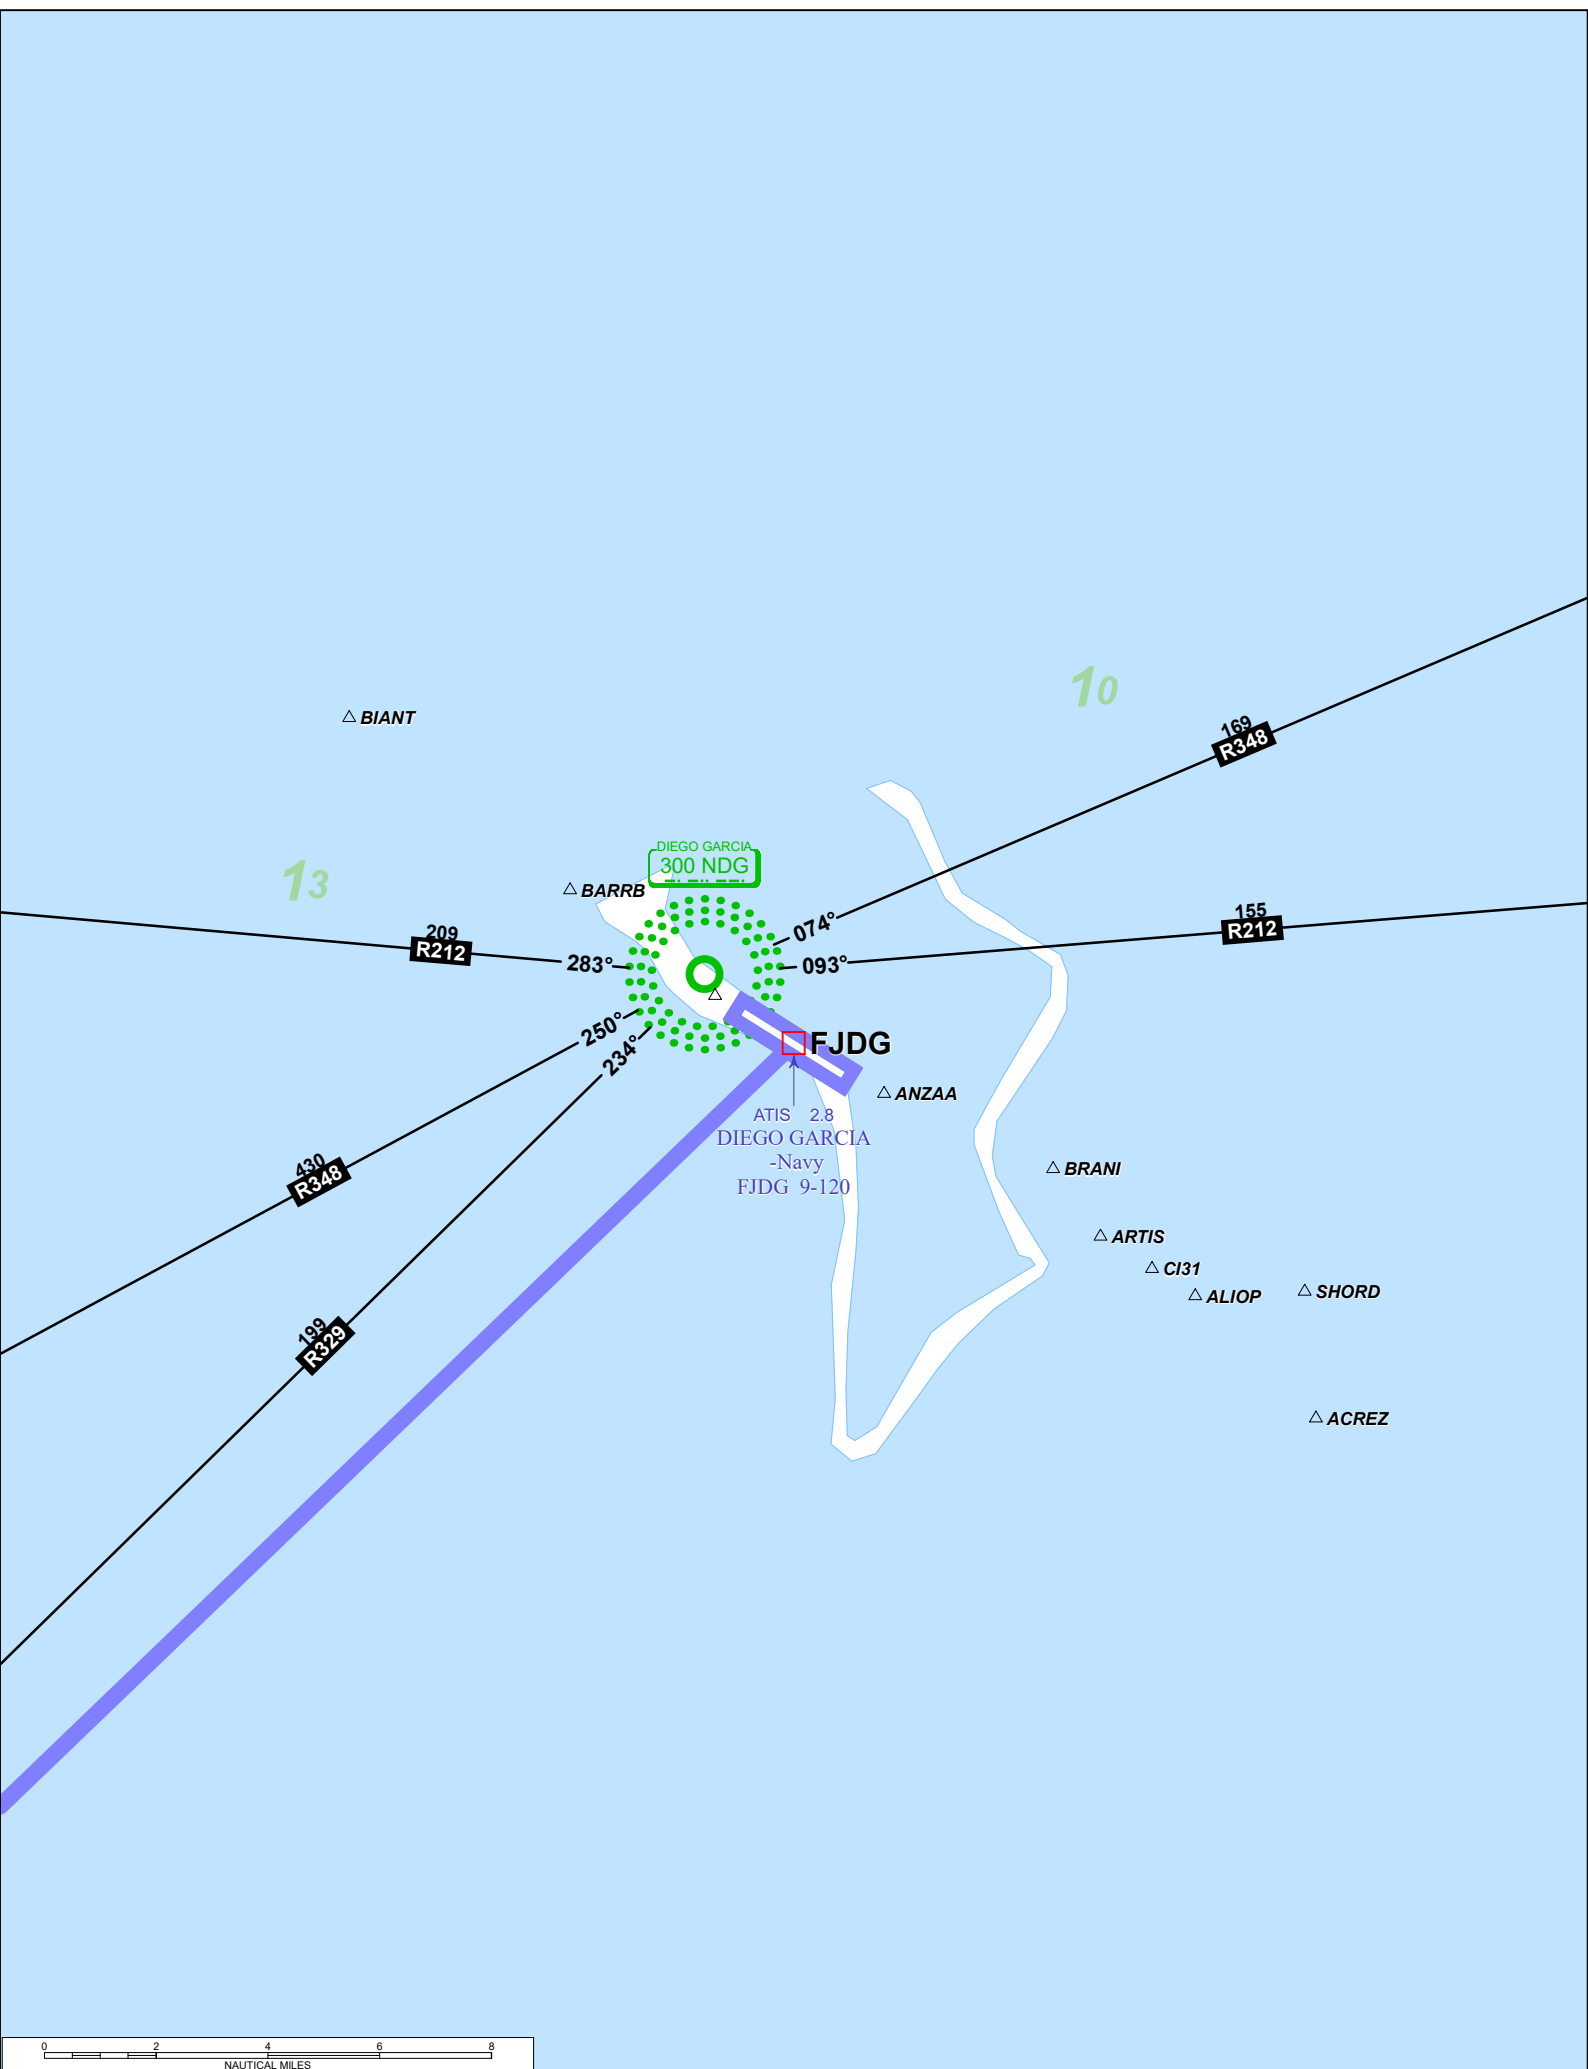 10
169
R348
BIANT
DIEGO GARCIA
300 NDG
13
BARRB
155
R212
209
R212
074°
283°
093°
250°
234°
FJDG
ANZAA
ATIS 2.8
DIEGO GARCIA
-Navy
FJDG 9-120
430
R348
BRANI
ARTIS
CI31
ALIOP
SHORD
199
R329
ACREZ
0 2 4 6 8
NAUTICAL MILES